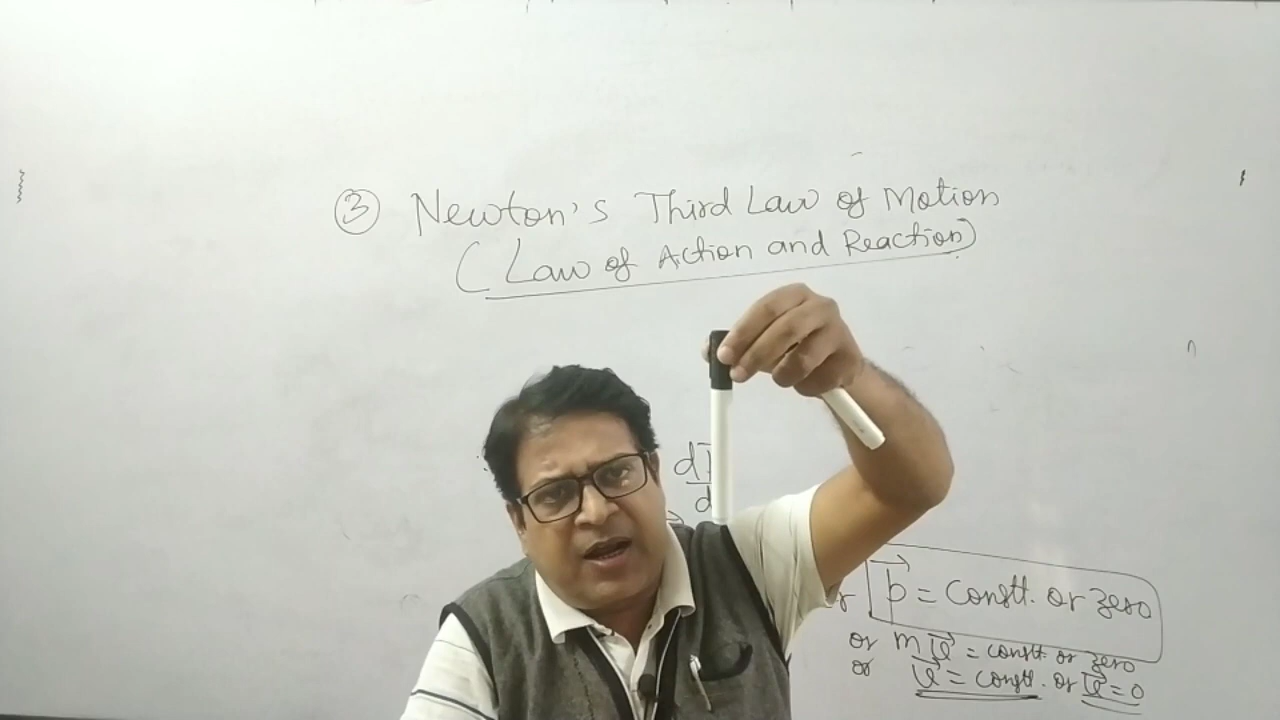 ③ Newton's Third Law of Motion
(Law of Action and Reaction)
d
d
or p⃗ = Constt. or zero
or m v⃗ = constt. or zero
or v⃗ = constt. or v⃗ = 0